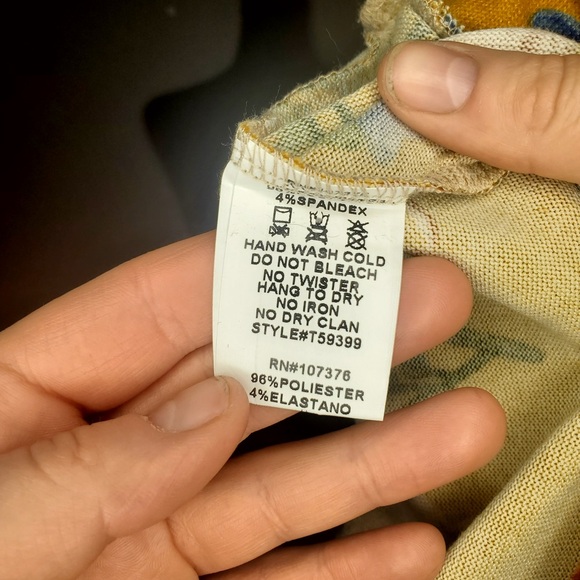 4%SPANDEX
HAND WASH COLD
DO NOT BLEACH
NO TWISTER
HANG TO DRY
NO IRON
NO DRY CLAN
STYLE#T59399
RN#107376
96%POLIESTER
4%ELASTANO